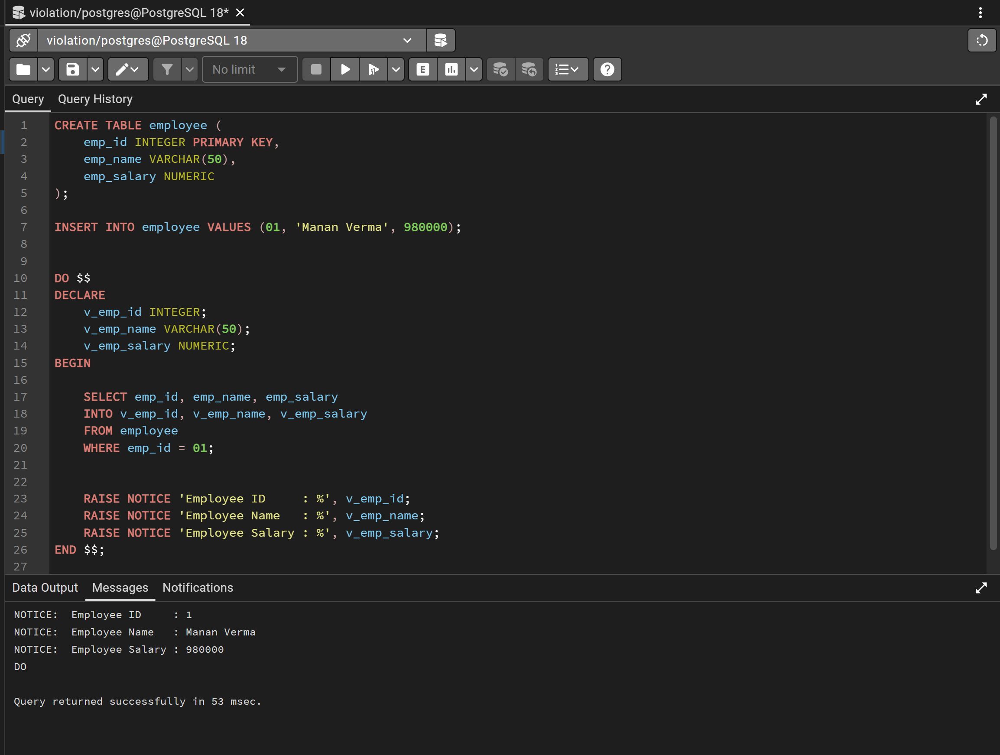 violation/postgres@PostgreSQL 18*
violation/postgres@PostgreSQL 18
No limit
E
Query Query History
1 CREATE TABLE employee (
2     emp_id INTEGER PRIMARY KEY,
3     emp_name VARCHAR(50),
4     emp_salary NUMERIC
5 );
6
7 INSERT INTO employee VALUES (01, 'Manan Verma', 980000);
8
9
10 DO $$
11 DECLARE
12     v_emp_id INTEGER;
13     v_emp_name VARCHAR(50);
14     v_emp_salary NUMERIC;
15 BEGIN
16
17     SELECT emp_id, emp_name, emp_salary
18     INTO v_emp_id, v_emp_name, v_emp_salary
19     FROM employee
20     WHERE emp_id = 01;
21
22
23     RAISE NOTICE 'Employee ID     : %', v_emp_id;
24     RAISE NOTICE 'Employee Name   : %', v_emp_name;
25     RAISE NOTICE 'Employee Salary : %', v_emp_salary;
26 END $$;
27
Data Output Messages Notifications
NOTICE:  Employee ID     : 1
NOTICE:  Employee Name   : Manan Verma
NOTICE:  Employee Salary : 980000
DO
Query returned successfully in 53 msec.